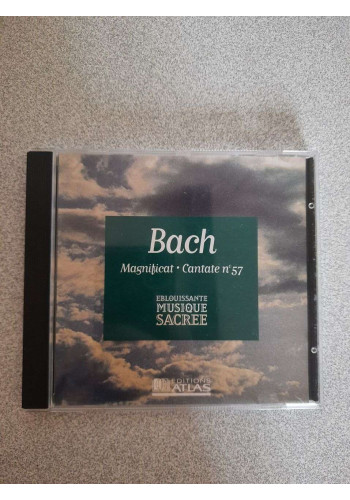 Bach
Magnificat • Cantate n° 57
EBLOUISSANTE
MUSIQUE
SACREE
EDITIONS
ATLAS